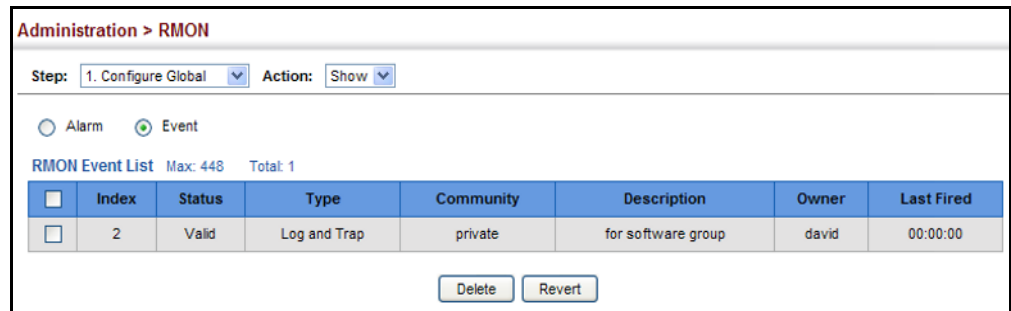 Administration > RMON
Step: 1. Configure Global Action: Show
Alarm Event
RMON Event List Max: 448 Total: 1
Index Status Type Community Description Owner Last Fired
2 Valid Log and Trap private for software group david 00:00:00
Delete Revert